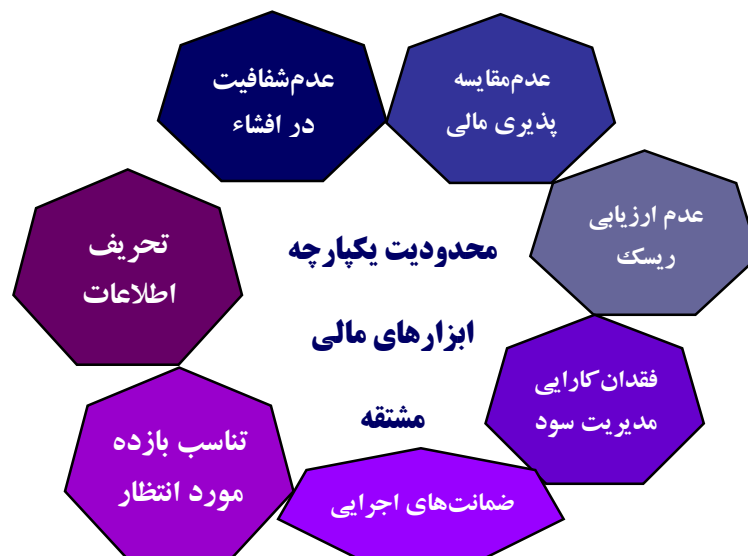 عدم‌مقایسه
پذیری مالی
عدم‌شفافیت
در افشاء
عدم ارزیابی
ریسک
تحریف
اطلاعات
محدودیت یکپارچه
ابزارهای مالی
مشتقه
فقدان کارایی
مدیریت سود
تناسب بازده
مورد انتظار
ضمانت‌های اجرایی